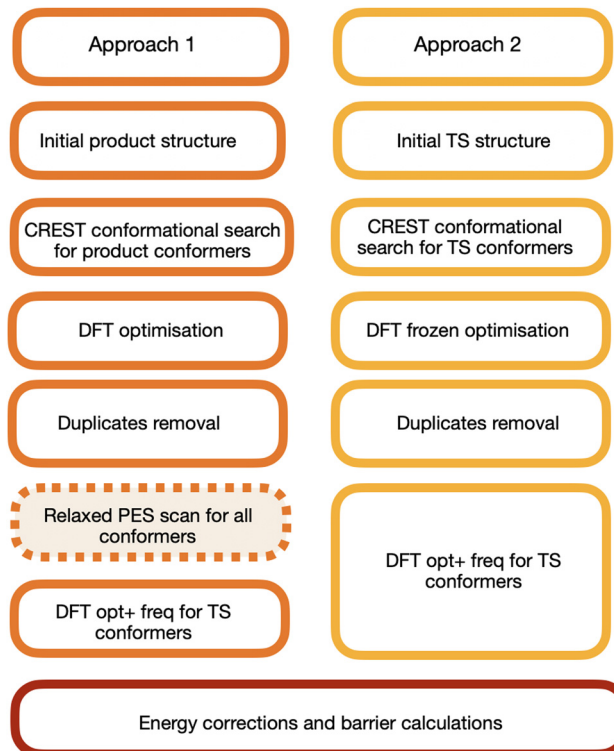 Approach 1
Approach 2
Initial product structure
Initial TS structure
CREST conformational search
for product conformers
CREST conformational
search for TS conformers
DFT optimisation
DFT frozen optimisation
Duplicates removal
Duplicates removal
Relaxed PES scan for all
conformers
DFT opt+ freq for TS
conformers
DFT opt+ freq for TS
conformers
Energy corrections and barrier calculations